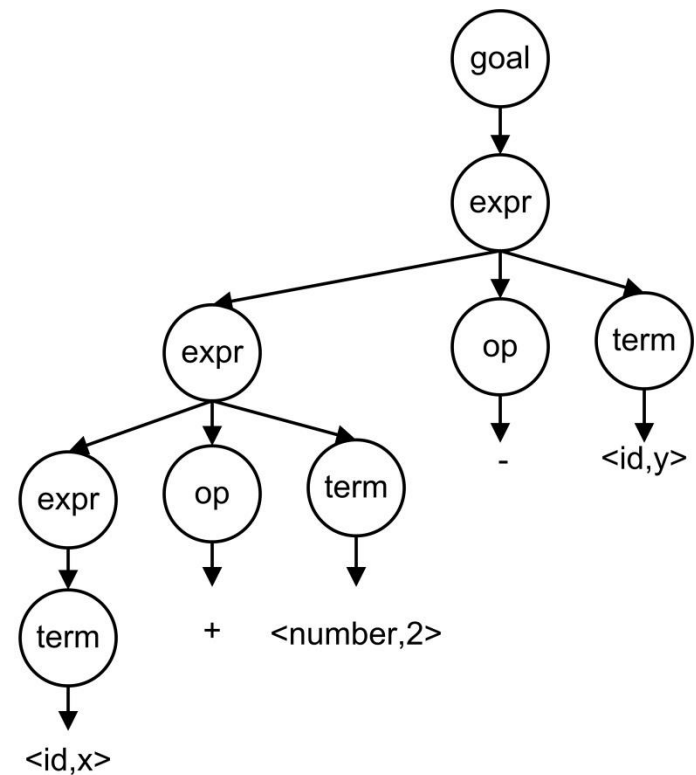 goal
expr
expr
op
term
expr
op
term
-
<id,y>
term
+
<number,2>
<id,x>